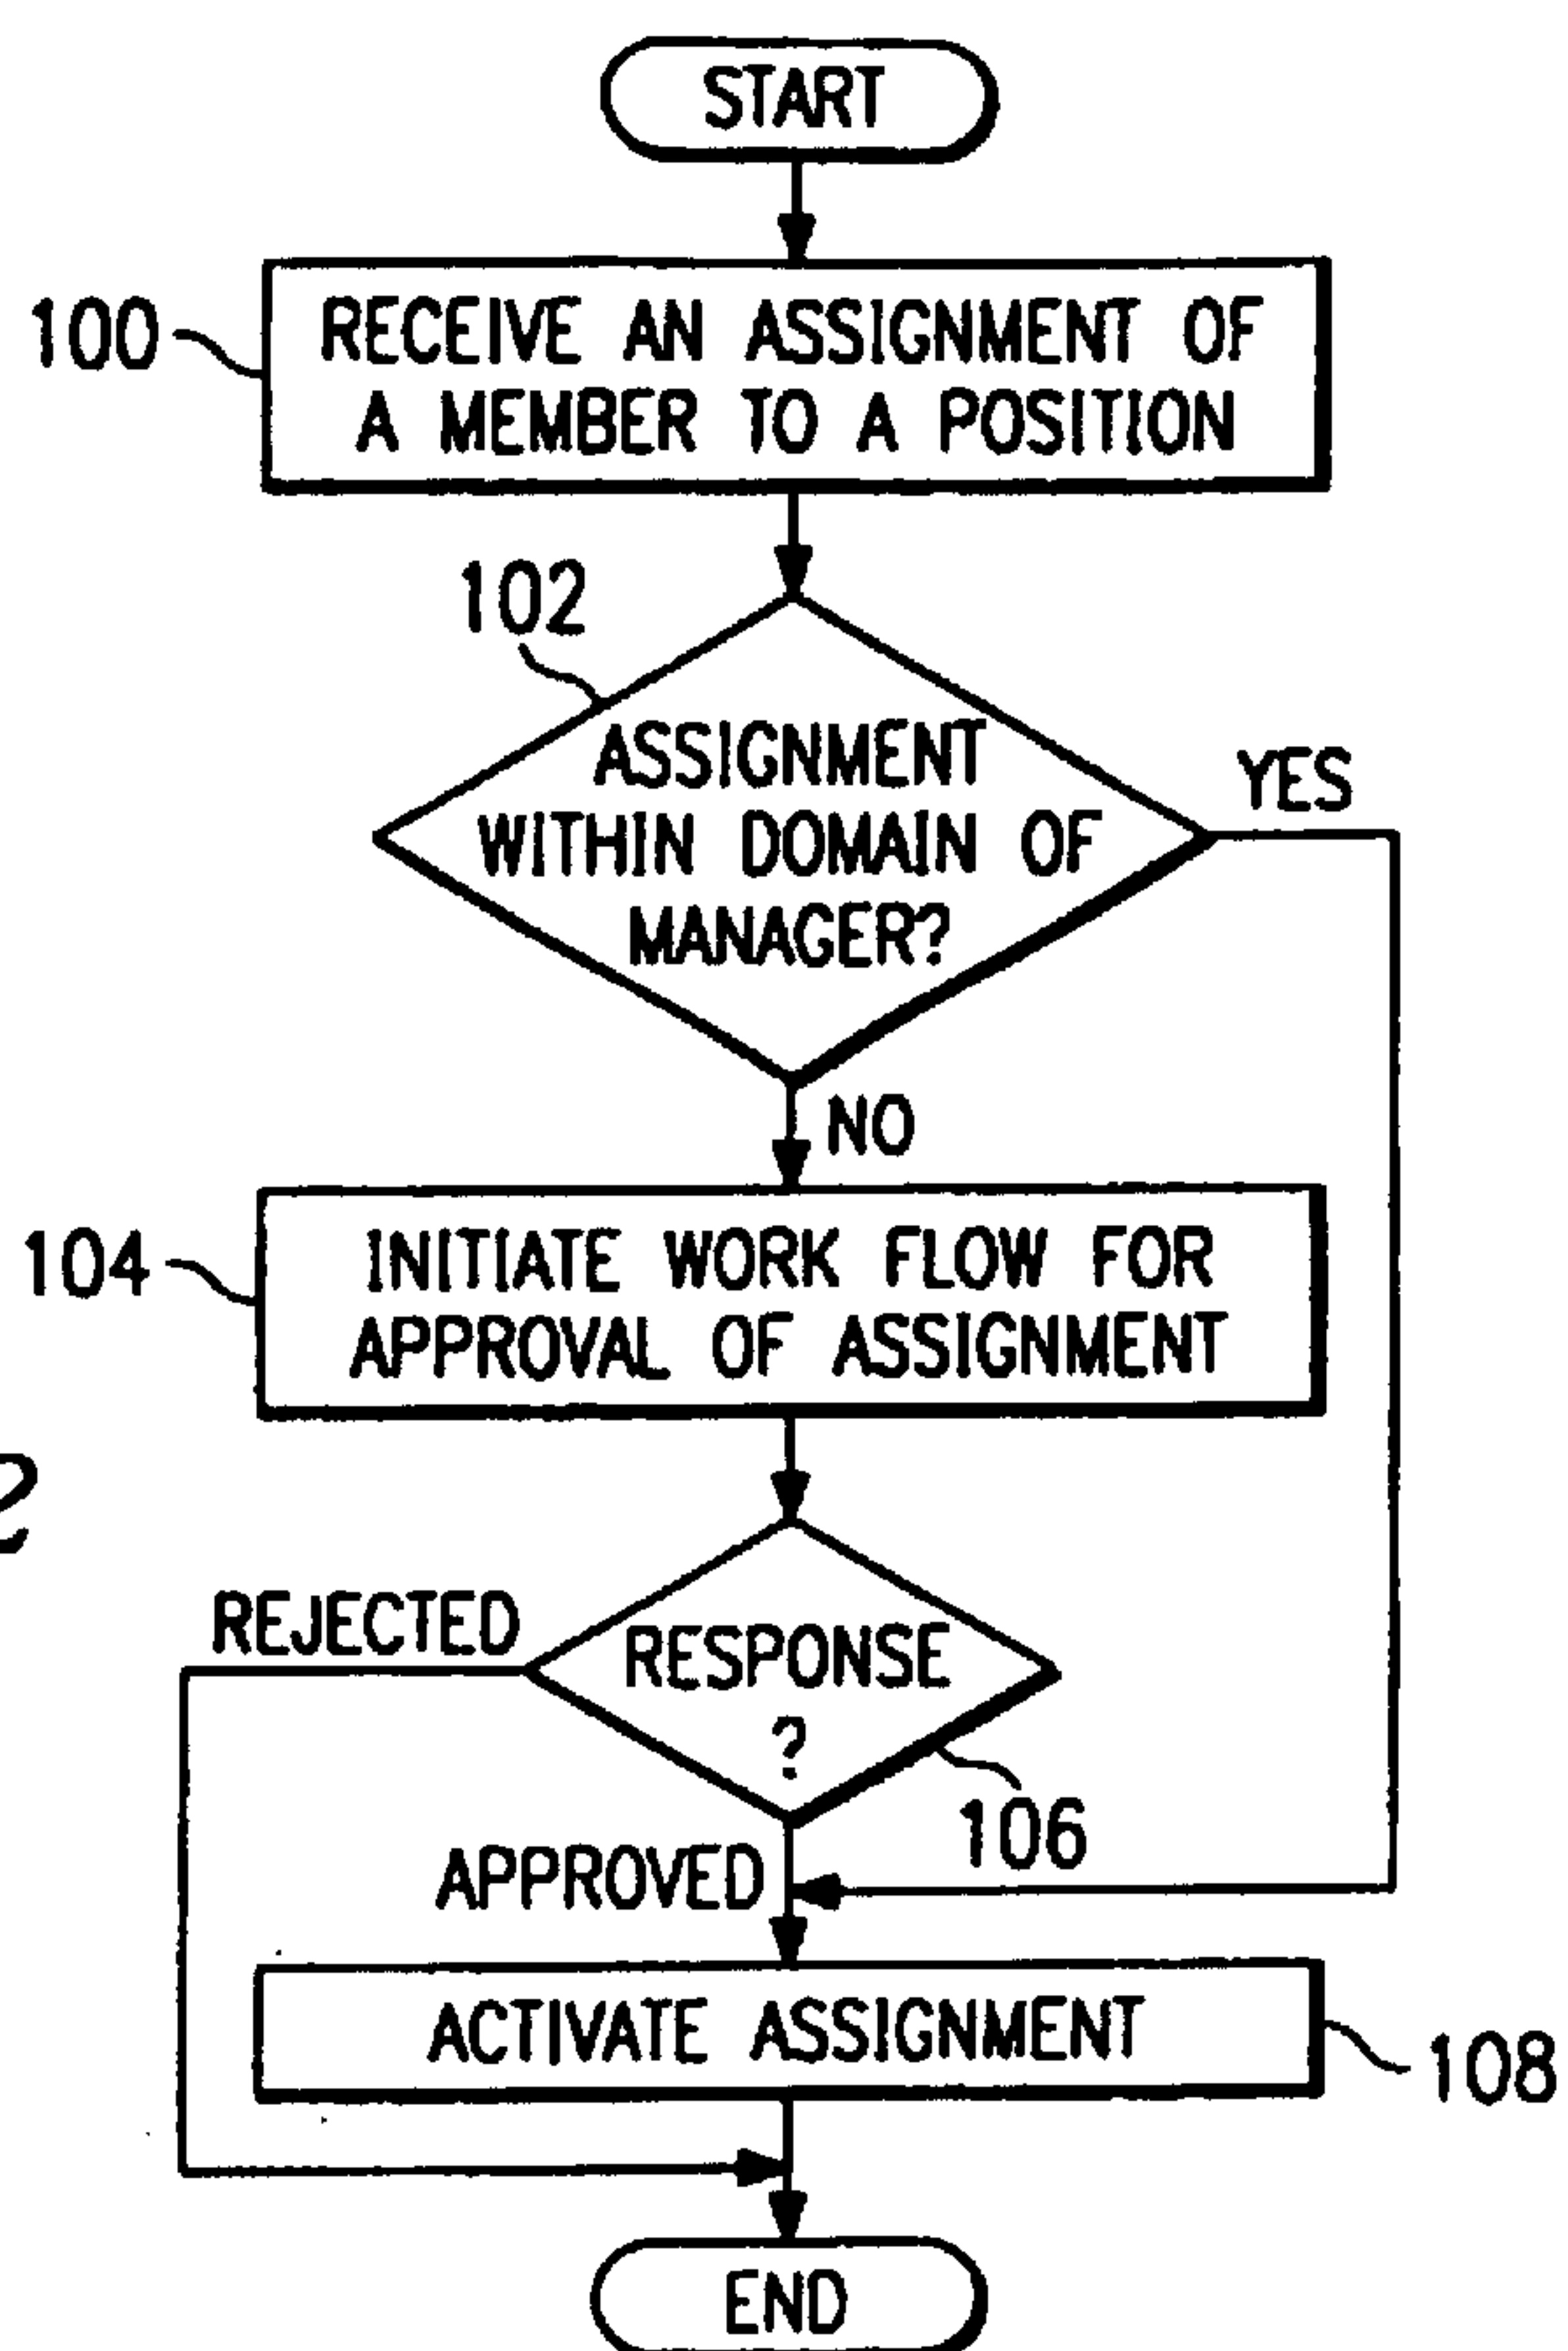 START
100
RECEIVE AN ASSIGNMENT OF
A MEMBER TO A POSITION
102
ASSIGNMENT
WITHIN DOMAIN OF
MANAGER?
YES
NO
104
INITIATE WORK FLOW FOR
APPROVAL OF ASSIGNMENT
2
REJECTED
RESPONSE
?
106
APPROVED
ACTIVATE ASSIGNMENT
108
END